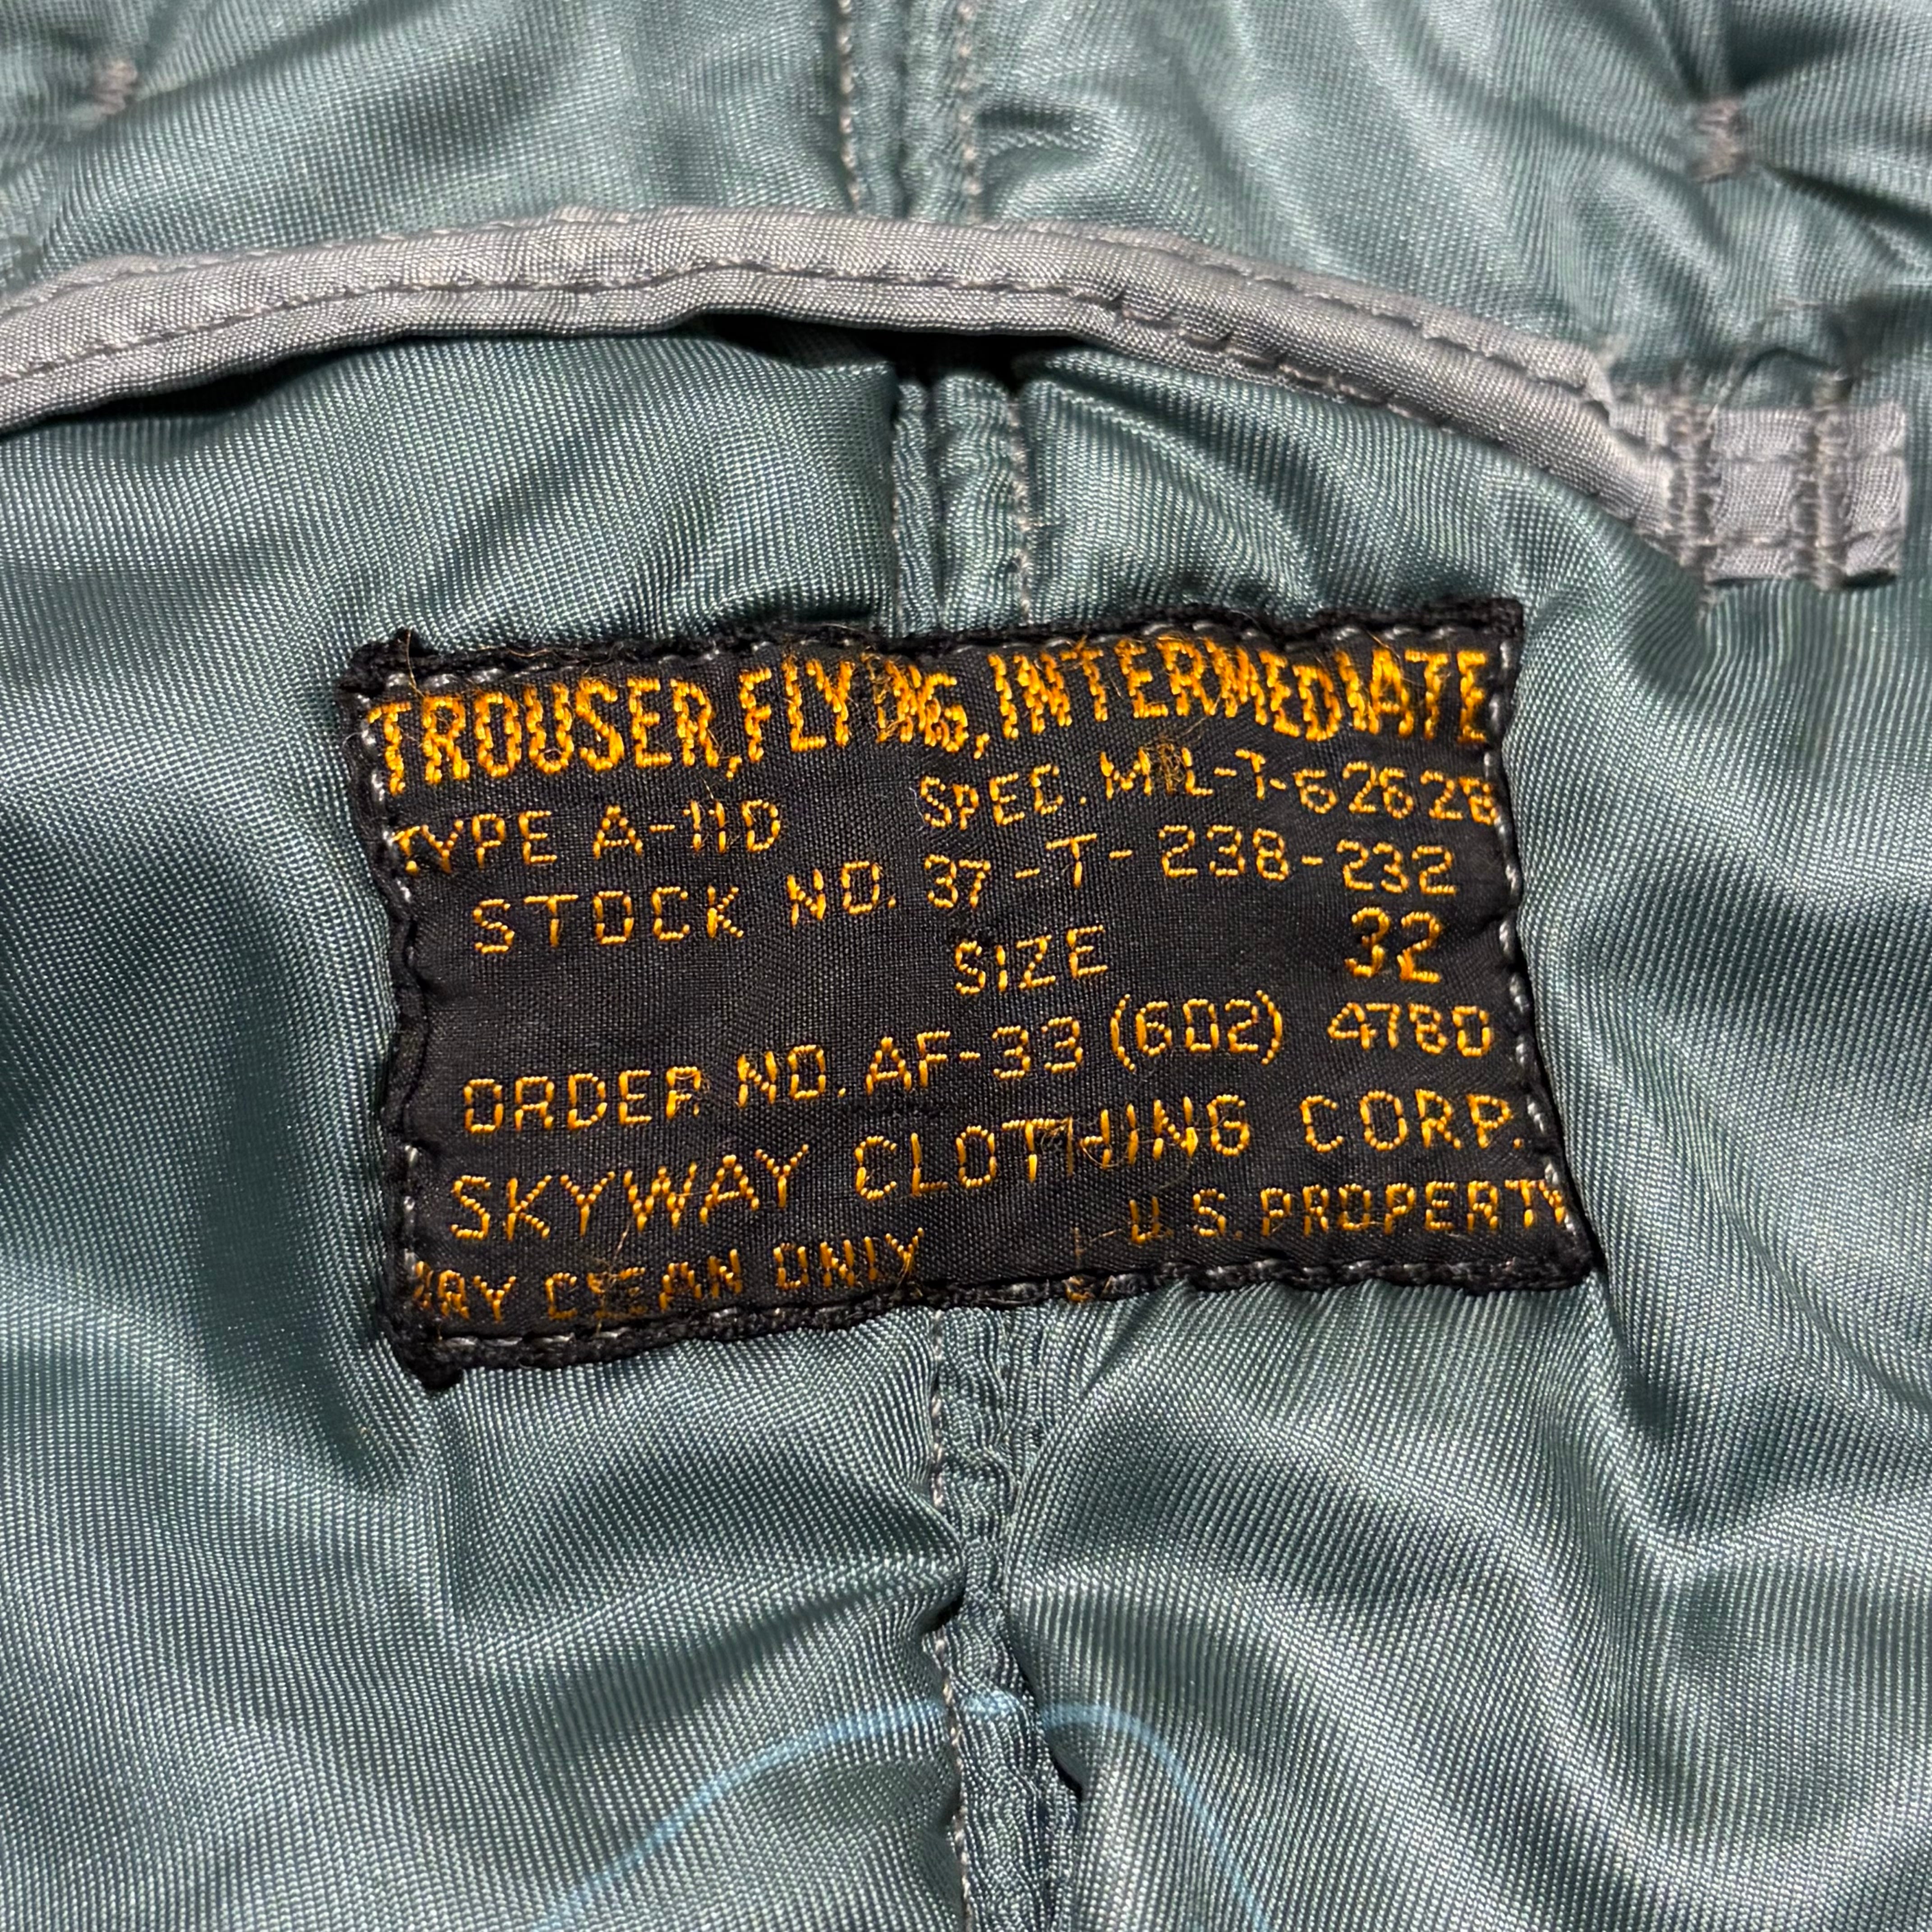 TROUSER, FLYING, INTERMEDIATE
TYPE A-11D SPEC. MIL-T-6262B
STOCK NO. 37-T-238-232
SIZE 32
ORDER NO. AF-33 (602) 4780
SKYWAY CLOTHING CORP.
DRY CLEAN ONLY U.S. PROPERTY